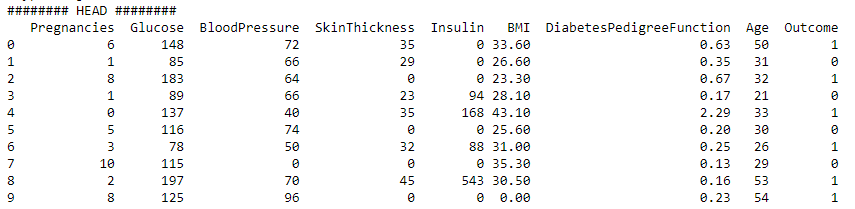 ######## HEAD ########
Pregnancies Glucose BloodPressure SkinThickness Insulin BMI DiabetesPedigreeFunction Age Outcome
0 6 148 72 35 0 33.60 0.63 50 1
1 1 85 66 29 0 26.60 0.35 31 0
2 8 183 64 0 0 23.30 0.67 32 1
3 1 89 66 23 94 28.10 0.17 21 0
4 0 137 40 35 168 43.10 2.29 33 1
5 5 116 74 0 0 25.60 0.20 30 0
6 3 78 50 32 88 31.00 0.25 26 1
7 10 115 0 0 0 35.30 0.13 29 0
8 2 197 70 45 543 30.50 0.16 53 1
9 8 125 96 0 0 0.00 0.23 54 1